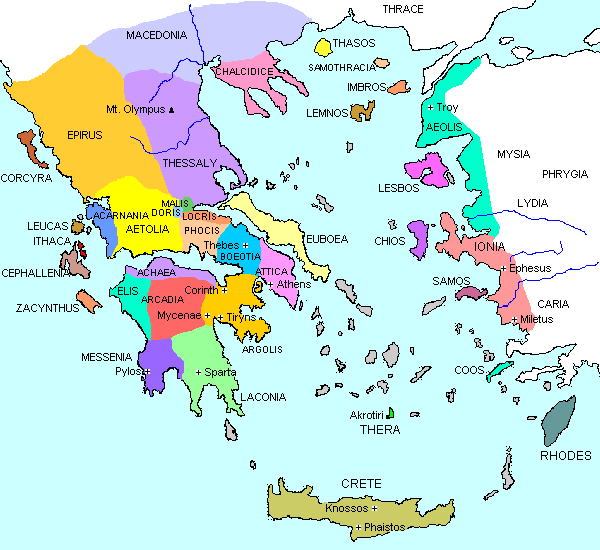 THRACE
MACEDONIA
THASOS
CHALCIDICE
SAMOTHRACIA
IMBROS
Mt. Olympus
LEMNOS
Troy
AEOLIS
EPIRUS
MYSIA
THESSALY
PHRYGIA
CORCYRA
LESBOS
MALIS
LYDIA
DORIS
ACARNANIA
LOCRIS
LEUCAS
AETOLIA
PHOCIS
EUBOEA
CHIOS
ITHACA
Thebes
BOEOTIA
IONIA
CEPHALLENIA
ACHAEA
ATTICA
Ephesus
Athens
SAMOS
ELIS
Corinth
ARCADIA
CARIA
ZACYNTHUS
Mycenae
Tiryns
Miletus
ARGOLIS
MESSENIA
Pylos
Sparta
COOS
LACONIA
Akrotiri
THERA
RHODES
CRETE
Knossos
Phaistos